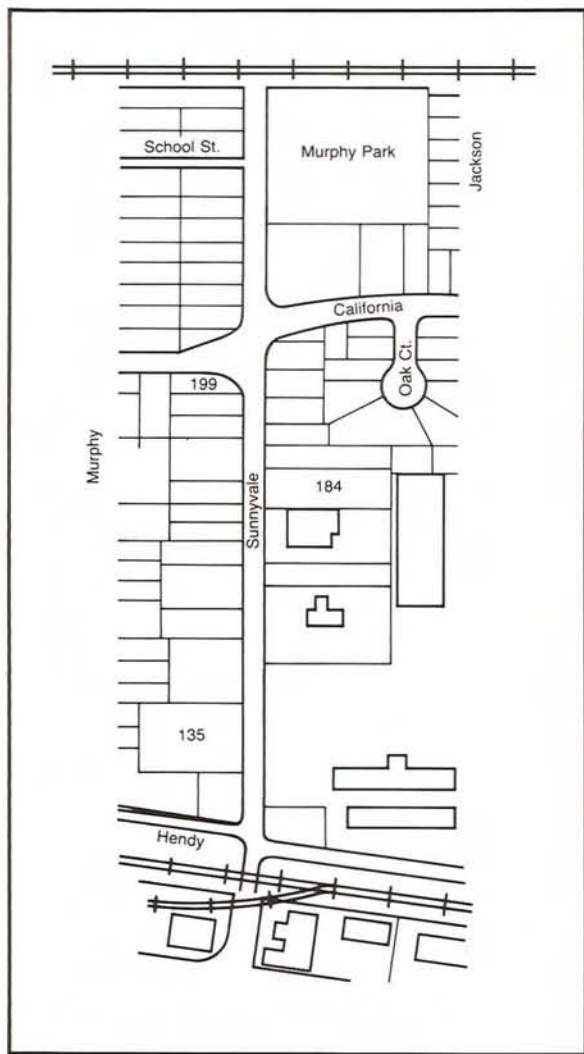 School St.
Murphy Park
Jackson
California
Oak Ct.
199
Murphy
Sunnyvale
184
135
Hendy